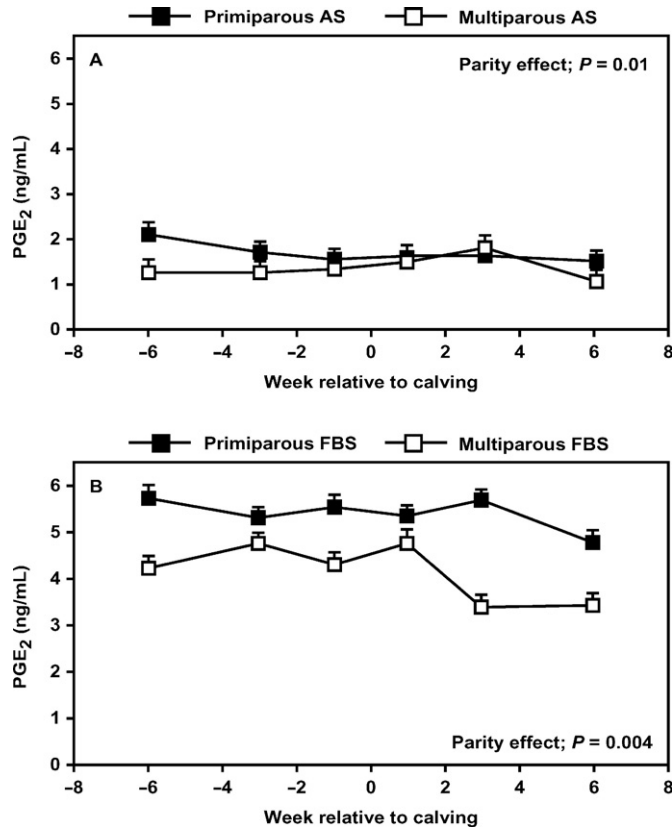 Primiparous AS Multiparous AS
A
Parity effect; P = 0.01
6
5
4
3
2
1
0
PGE2 (ng/mL)
−8 −6 −4 −2 0 2 4 6 8
Week relative to calving
Primiparous FBS Multiparous FBS
B
6
5
4
3
2
1
0
PGE2 (ng/mL)
Parity effect; P = 0.004
−8 −6 −4 −2 0 2 4 6 8
Week relative to calving